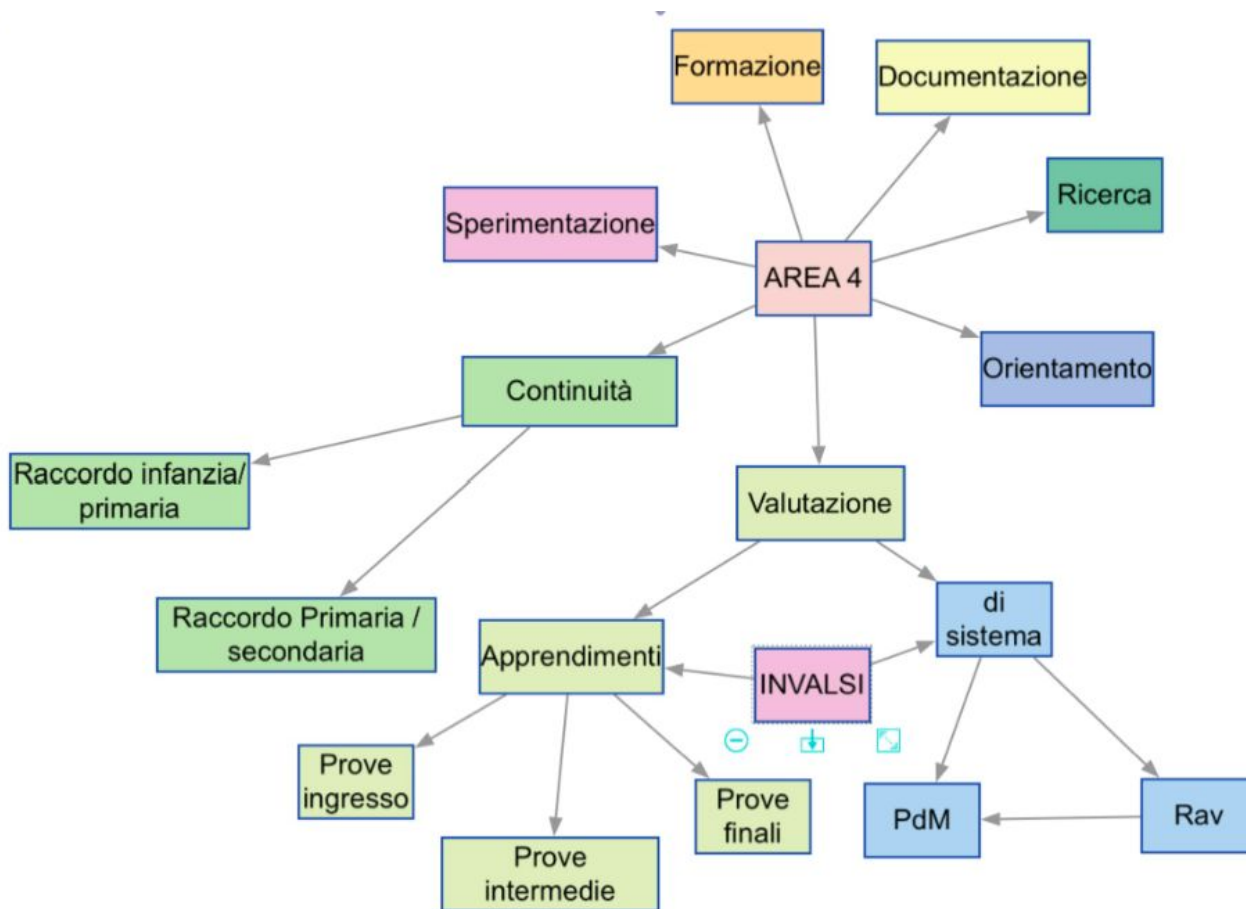 Formazione
Documentazione
Ricerca
Sperimentazione
AREA 4
Orientamento
Continuità
Raccordo infanzia/
primaria
Valutazione
Raccordo Primaria /
secondaria
di
sistema
Apprendimenti
INVALSI
Prove
ingresso
Prove
finali
PdM
Rav
Prove
intermedie